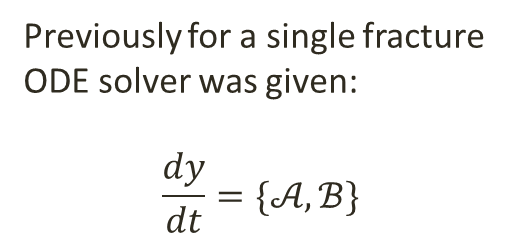 Previously for a single fracture
ODE solver was given:
dy/dt = {𝒜, ℬ}